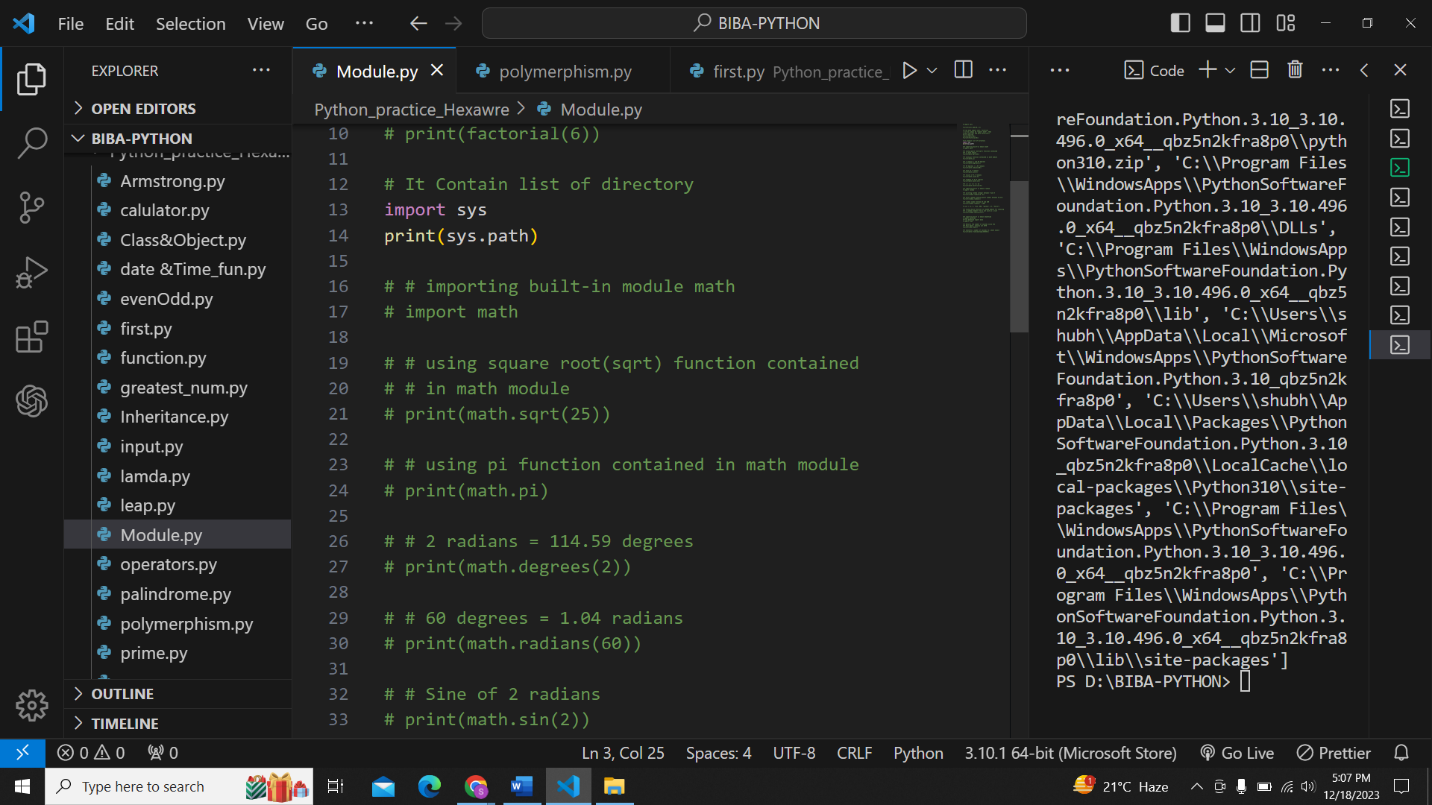 File Edit Selection View Go ··· BIBA-PYTHON
EXPLORER ···
OPEN EDITORS
BIBA-PYTHON
Python_practice_Hexa...
Armstrong.py
calulator.py
Class&Object.py
date &Time_fun.py
evenOdd.py
first.py
function.py
greatest_num.py
Inheritance.py
input.py
lamda.py
leap.py
Module.py
operators.py
palindrome.py
polymerphism.py
prime.py
OUTLINE
TIMELINE
Module.py polymerphism.py first.py Python_practice_
Python_practice_Hexawre > Module.py
10 # print(factorial(6))
11
12 # It Contain list of directory
13 import sys
14 print(sys.path)
15
16 # # importing built-in module math
17 # import math
18
19 # # using square root(sqrt) function contained
20 # # in math module
21 # print(math.sqrt(25))
22
23 # # using pi function contained in math module
24 # print(math.pi)
25
26 # # 2 radians = 114.59 degrees
27 # print(math.degrees(2))
28
29 # # 60 degrees = 1.04 radians
30 # print(math.radians(60))
31
32 # # Sine of 2 radians
33 # print(math.sin(2))
Code
reFoundation.Python.3.10_3.10.
496.0_x64__qbz5n2kfra8p0\\pyth
on310.zip', 'C:\\Program Files
\\WindowsApps\\PythonSoftwareF
oundation.Python.3.10_3.10.496
.0_x64__qbz5n2kfra8p0\\DLLs',
'C:\\Program Files\\WindowsApp
s\\PythonSoftwareFoundation.Py
thon.3.10_3.10.496.0_x64__qbz5
n2kfra8p0\\lib', 'C:\\Users\\s
hubh\\AppData\\Local\\Microsof
t\\WindowsApps\\PythonSoftware
Foundation.Python.3.10_qbz5n2k
fra8p0', 'C:\\Users\\shubh\\Ap
pData\\Local\\Packages\\Python
SoftwareFoundation.Python.3.10
_qbz5n2kfra8p0\\LocalCache\\lo
cal-packages\\Python310\\site-
packages', 'C:\\Program Files\
\WindowsApps\\PythonSoftwareFo
undation.Python.3.10_3.10.496.
0_x64__qbz5n2kfra8p0', 'C:\\Pr
ogram Files\\WindowsApps\\Pyth
onSoftwareFoundation.Python.3.
10_3.10.496.0_x64__qbz5n2kfra8
p0\\lib\\site-packages']
PS D:\BIBA-PYTHON>
0 0 0 Ln 3, Col 25 Spaces: 4 UTF-8 CRLF Python 3.10.1 64-bit (Microsoft Store) Go Live Prettier
Type here to search 21°C Haze 5:07 PM
12/18/2023